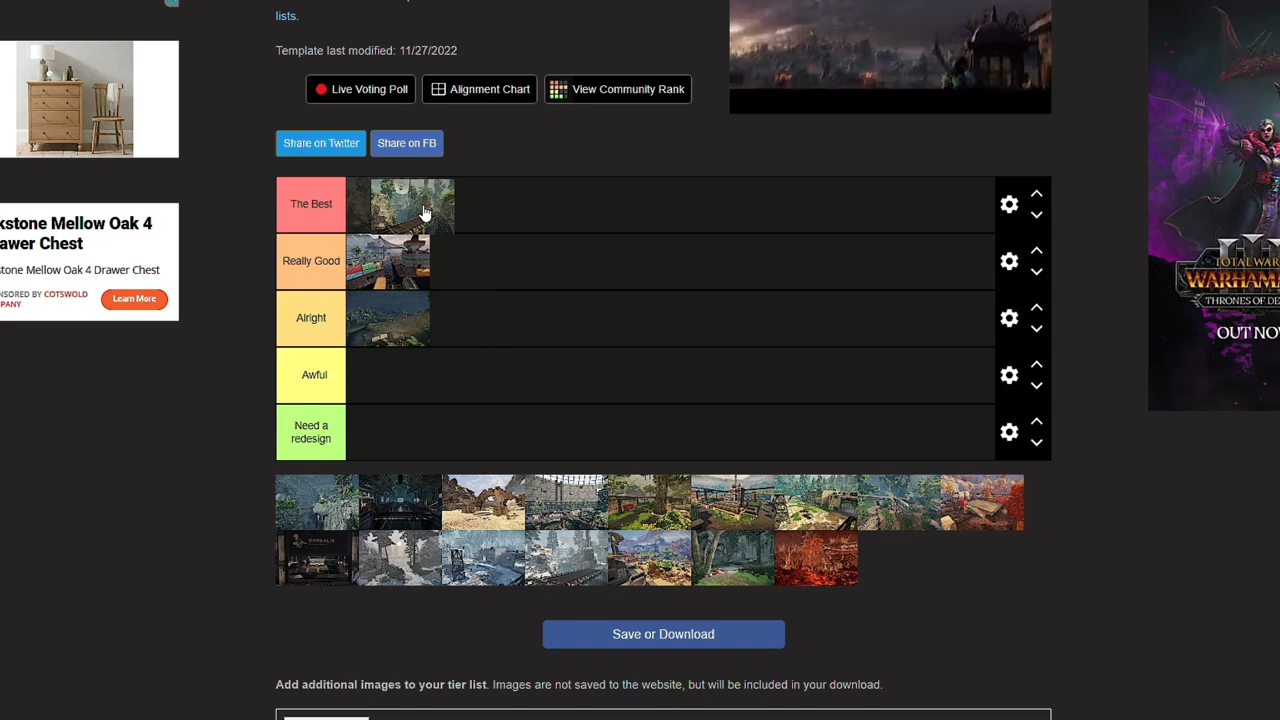 lists.
Template last modified: 11/27/2022
Live Voting Poll
Alignment Chart
View Community Rank
Share on Twitter
Share on FB
The Best
Really Good
Alright
Awful
Need a
redesign
Save or Download
Add additional images to your tier list. Images are not saved to the website, but will be included in your download.
kstone Mellow Oak 4
awer Chest
stone Mellow Oak 4 Drawer Chest
NSORED BY COTSWOLD
PANY
Learn More
BOREALIS
TOTAL WAR
WARHAMM
THRONES OF DE
OUT NO